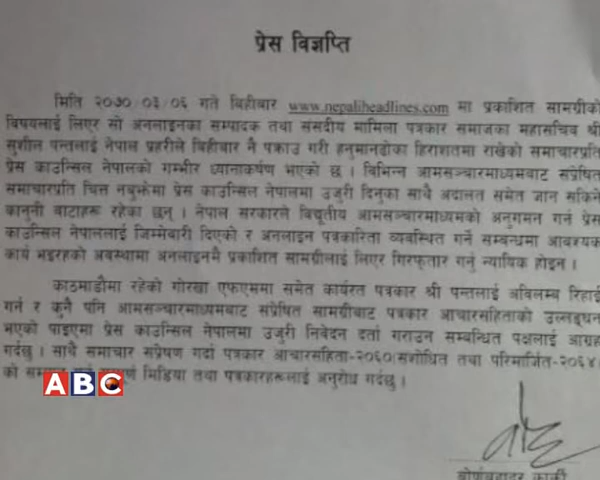 प्रेस विज्ञप्ति
मिति २०७०/०३/०६ गते बिहीबार www.nepaliheadlines.com मा प्रकाशित सामग्रीको
विषयलाई लिएर सो अनलाइनका सम्पादक तथा संसदीय मामिला पत्रकार समाजका महासचिव श्री
सुशील पन्तलाई नेपाल प्रहरीले बिहीबार नै पक्राउ गरी हनुमानढोका हिरासतमा राखेको समाचारप्रति
प्रेस काउन्सिल नेपालको गम्भीर ध्यानाकर्षण भएको छ । विभिन्न आमसञ्चारमाध्यमबाट संप्रेषित
समाचारप्रति चित्त नबुझेमा प्रेस काउन्सिल नेपालमा उजुरी दिनुका साथै अदालत समेत जान सकिने
कानुनी बाटाहरू रहेका छन् । नेपाल सरकारले विद्युतीय आमसञ्चारमाध्यमको अनुगमन गर्न प्रेस
काउन्सिल नेपाललाई जिम्मेबारी दिएको र अनलाइन पत्रकारिता व्यवस्थित गर्ने सम्बन्धमा आवश्यक
कार्य भइरहको अवस्थामा अनलाइनमै प्रकाशित सामग्रीलाई लिएर गिरफ्तार गर्नु न्यायिक होइन ।
काठमाडौंमा रहेको गोरखा एफएममा समेत कार्यरत पत्रकार श्री पन्तलाई अविलम्ब रिहाई
गर्न र कुनै पनि आमसञ्चारमाध्यमबाट संप्रेषित सामग्रीबाट पत्रकार आचारसंहिताको उल्लङ्घन
भएको पाइएमा प्रेस काउन्सिल नेपालमा उजुरी निवेदन दर्ता गराउन सम्बन्धित पक्षलाई आग्रह
गर्दछु । साथै समाचार संप्रेषण गर्दा पत्रकार आचारसंहिता-२०६०(संशोधित तथा परिमार्जित-२०६४)
को मिडिया तथा पत्रकारहरूलाई अनुरोध गर्दछु ।
ABC